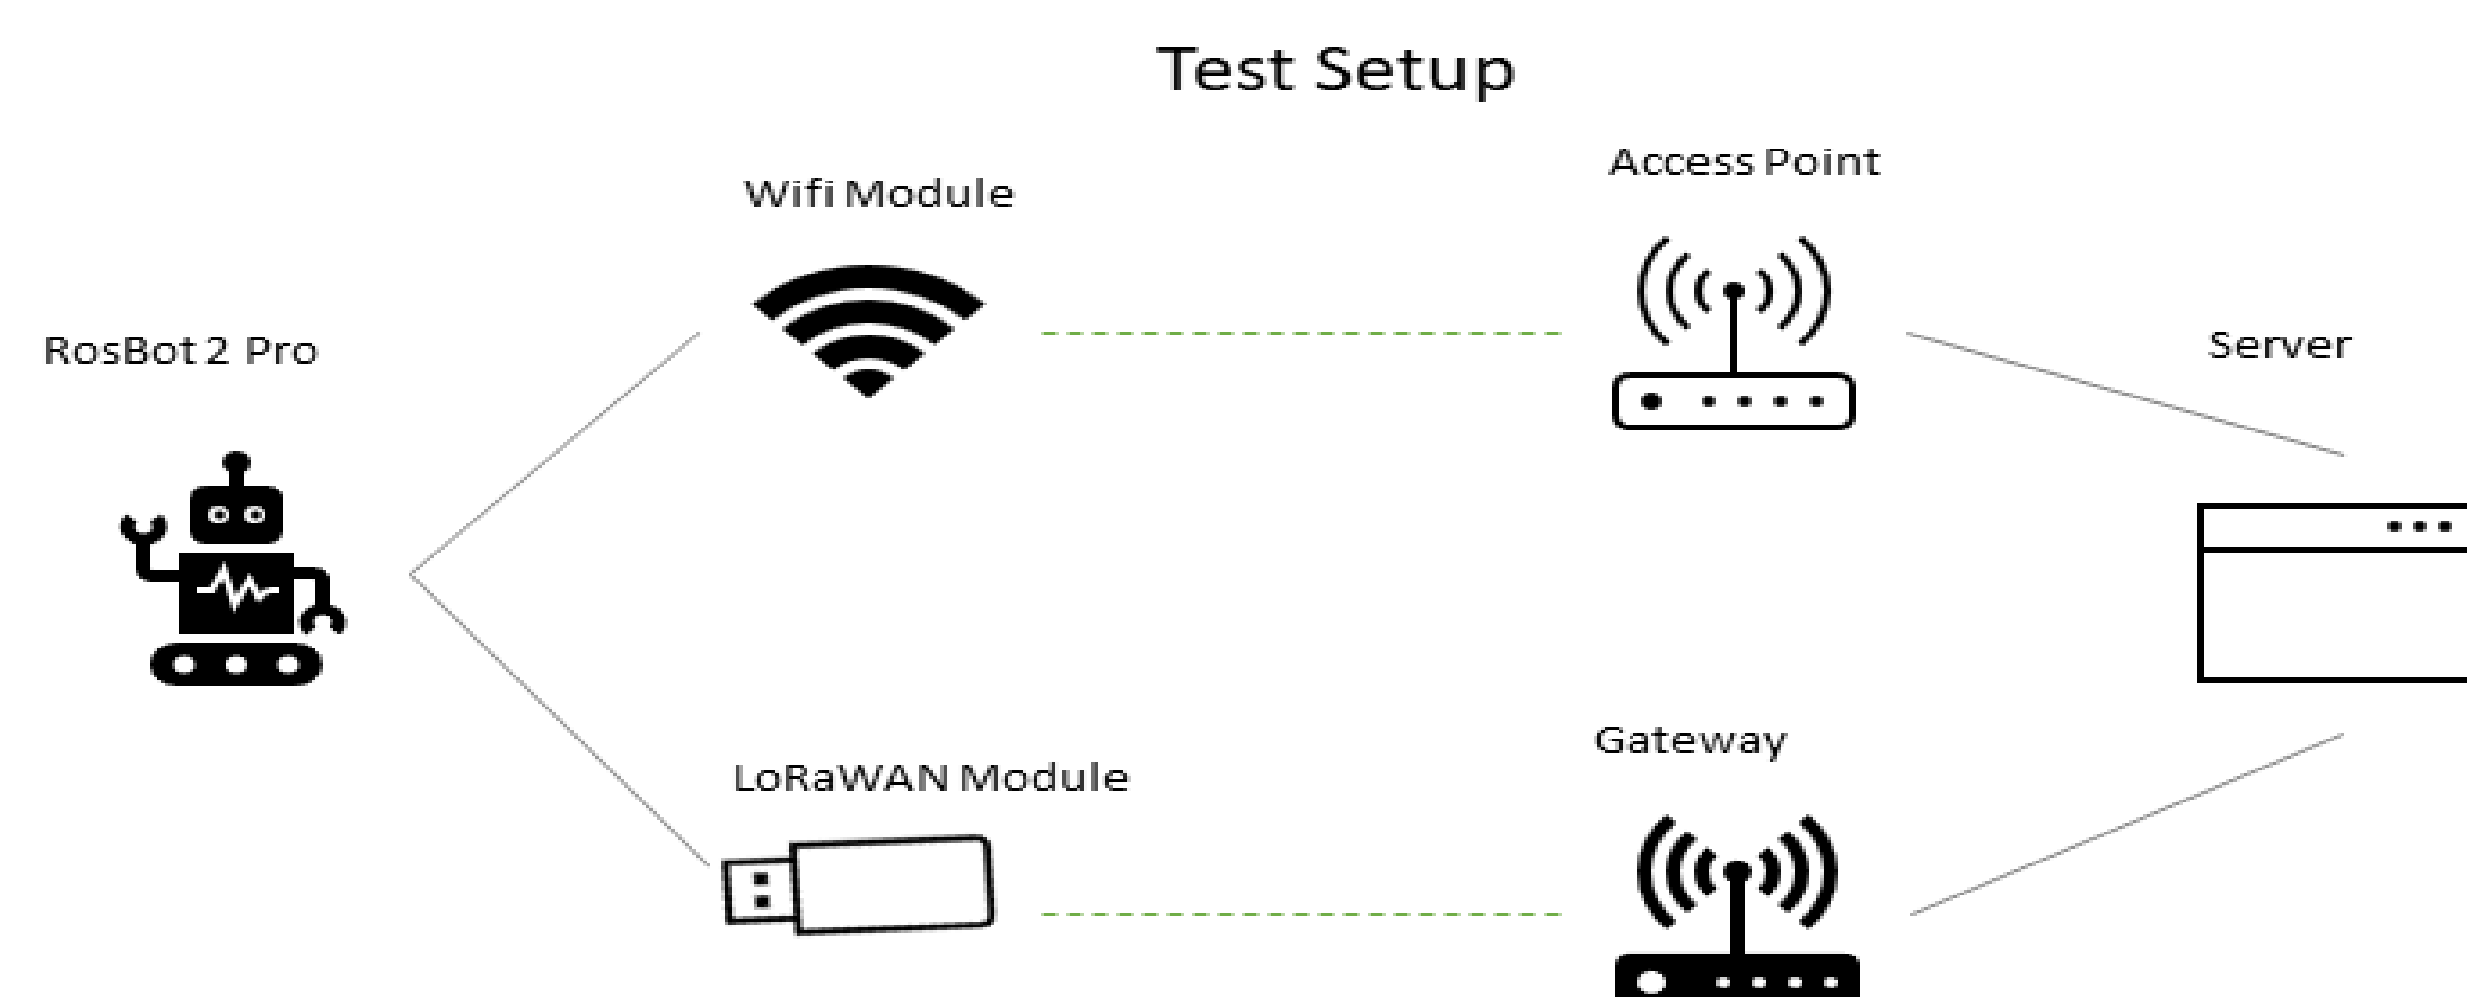 Test Setup
Access Point
Wifi Module
Server
RosBot 2 Pro
Gateway
LoRaWAN Module